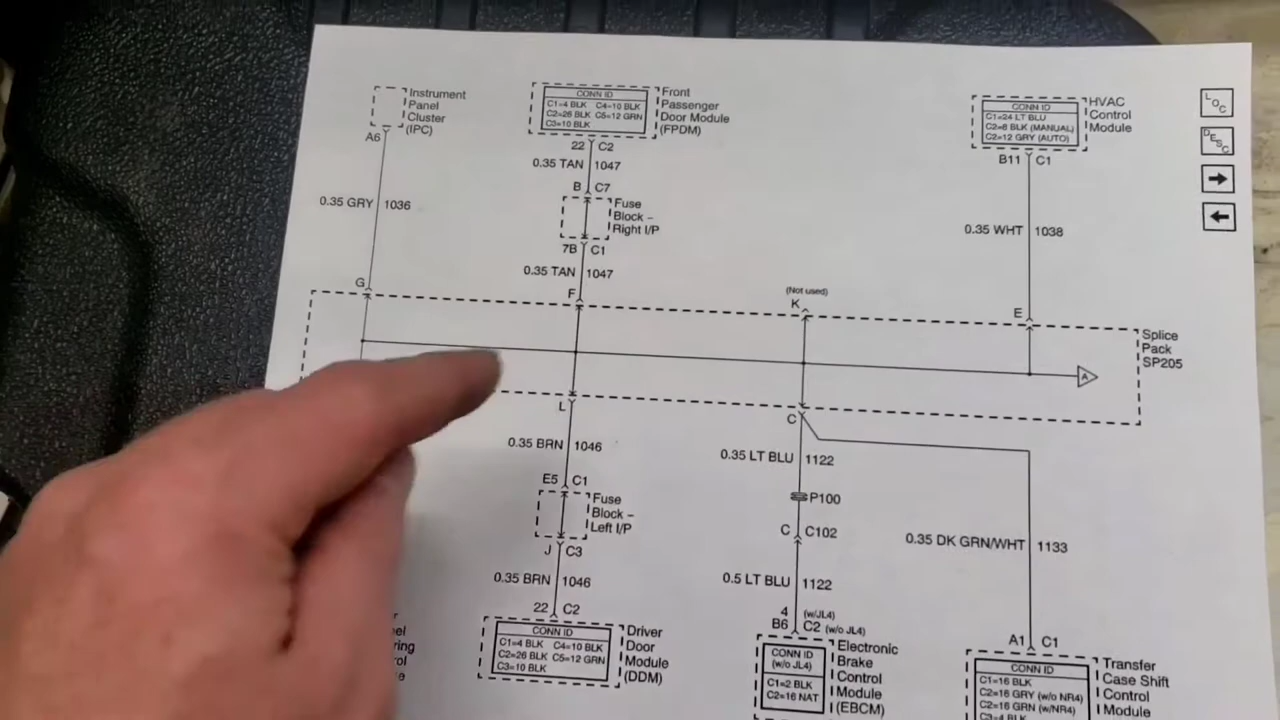 Instrument
Panel
Cluster
(IPC)
A6
0.35 GRY 1036
G
CONN ID
C1=4 BLK C4=10 BLK
C2=26 BLK C5=12 GRN
C3=10 BLK
Front
Passenger
Door Module
(FPDM)
22 C2
0.35 TAN 1047
B C7
Fuse
Block –
Right I/P
7B C1
0.35 TAN 1047
F
(Not used)
K
CONN ID
C1=24 LT BLU
C2=8 BLK (MANUAL)
C2=12 GRY (AUTO)
HVAC
Control
Module
B11 C1
0.35 WHT 1038
E
LOC
DESC
Splice
Pack
SP205
A
L
0.35 BRN 1046
E5 C1
Fuse
Block –
Left I/P
J C3
0.35 BRN 1046
22 C2
CONN ID
C1=4 BLK C4=10 BLK
C2=26 BLK C5=12 GRN
C3=10 BLK
Driver
Door
Module
(DDM)
C
0.35 LT BLU 1122
P100
C C102
0.5 LT BLU 1122
4 (w/JL4)
B6 C2 (w/o JL4)
CONN ID
(w/o JL4)
C1=2 BLK
C2=16 NAT
Electronic
Brake
Control
Module
(EBCM)
0.35 DK GRN/WHT 1133
A1 C1
CONN ID
C1=16 BLK
C2=16 GRY (w/o NR4)
C2=16 GRN (w/NR4)
C3=4 BLK
Transfer
Case Shift
Control
Module